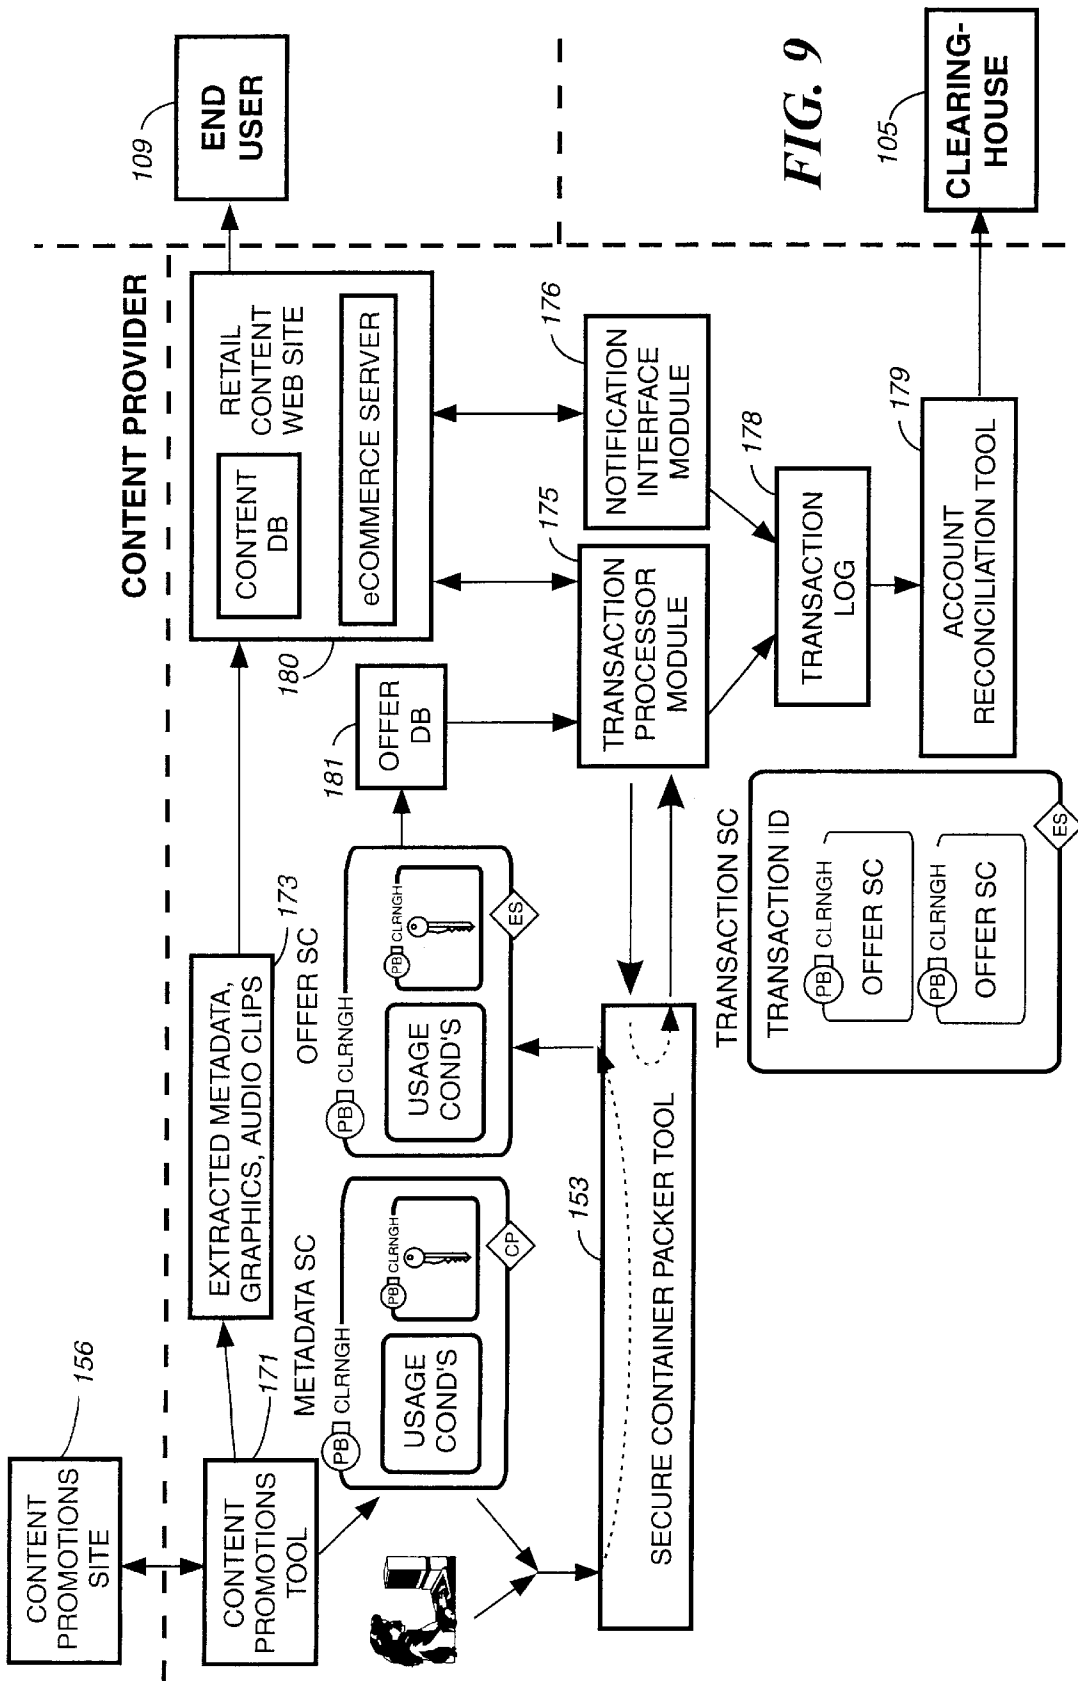 CONTENT PROVIDER
CONTENT
PROMOTIONS
SITE
156
CONTENT
PROMOTIONS
TOOL
171
EXTRACTED METADATA,
GRAPHICS, AUDIO CLIPS
173
RETAIL
CONTENT
WEB SITE
CONTENT
DB
eCOMMERCE SERVER
180
END
USER
109
METADATA SC
PB CLRNGH
USAGE
COND'S
PB CLRNGH
CP
OFFER SC
PB CLRNGH
USAGE
COND'S
PB CLRNGH
ES
OFFER
DB
181
SECURE CONTAINER PACKER TOOL
153
TRANSACTION
PROCESSOR
MODULE
175
NOTIFICATION
INTERFACE
MODULE
176
TRANSACTION
LOG
178
TRANSACTION SC
TRANSACTION ID
PB CLRNGH
OFFER SC
PB CLRNGH
OFFER SC
ES
ACCOUNT
RECONCILIATION TOOL
179
CLEARING-
HOUSE
105
FIG. 9